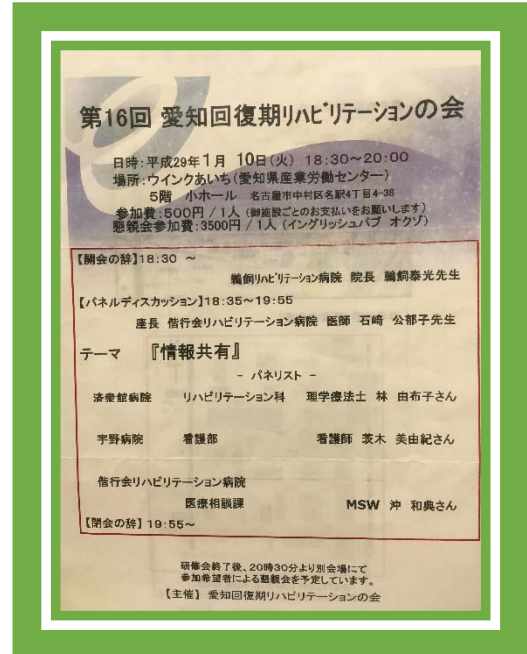 第16回 愛知回復期リハビリテーションの会
日時:平成29年1月 10日(火) 18:30～20:00
場所:ウインクあいち(愛知県産業労働センター)
5階 小ホール 名古屋市中村区名駅4丁目4-38
参加費:500円 / 1人 (御施設ごとのお支払いをお願いします)
懇親会参加費:3500円 / 1人 (イングリッシュパブ オクゾ)
【開会の辞】18:30 ～
鵜飼リハビリテーション病院 院長 鵜飼泰光先生
【パネルディスカッション】18:35～19:55
座長 偕行会リハビリテーション病院 医師 石崎 公郁子先生
テーマ 『情報共有』
- パネリスト -
済衆館病院 リハビリテーション科 理学療法士 林 由布子さん
宇野病院 看護部 看護師 茨木 美由紀さん
偕行会リハビリテーション病院
医療相談課 MSW 沖 和典さん
【閉会の辞】19:55～
研修会終了後、20時30分より別会場にて
参加希望者による懇親会を予定しています。
【主催】 愛知回復期リハビリテーションの会